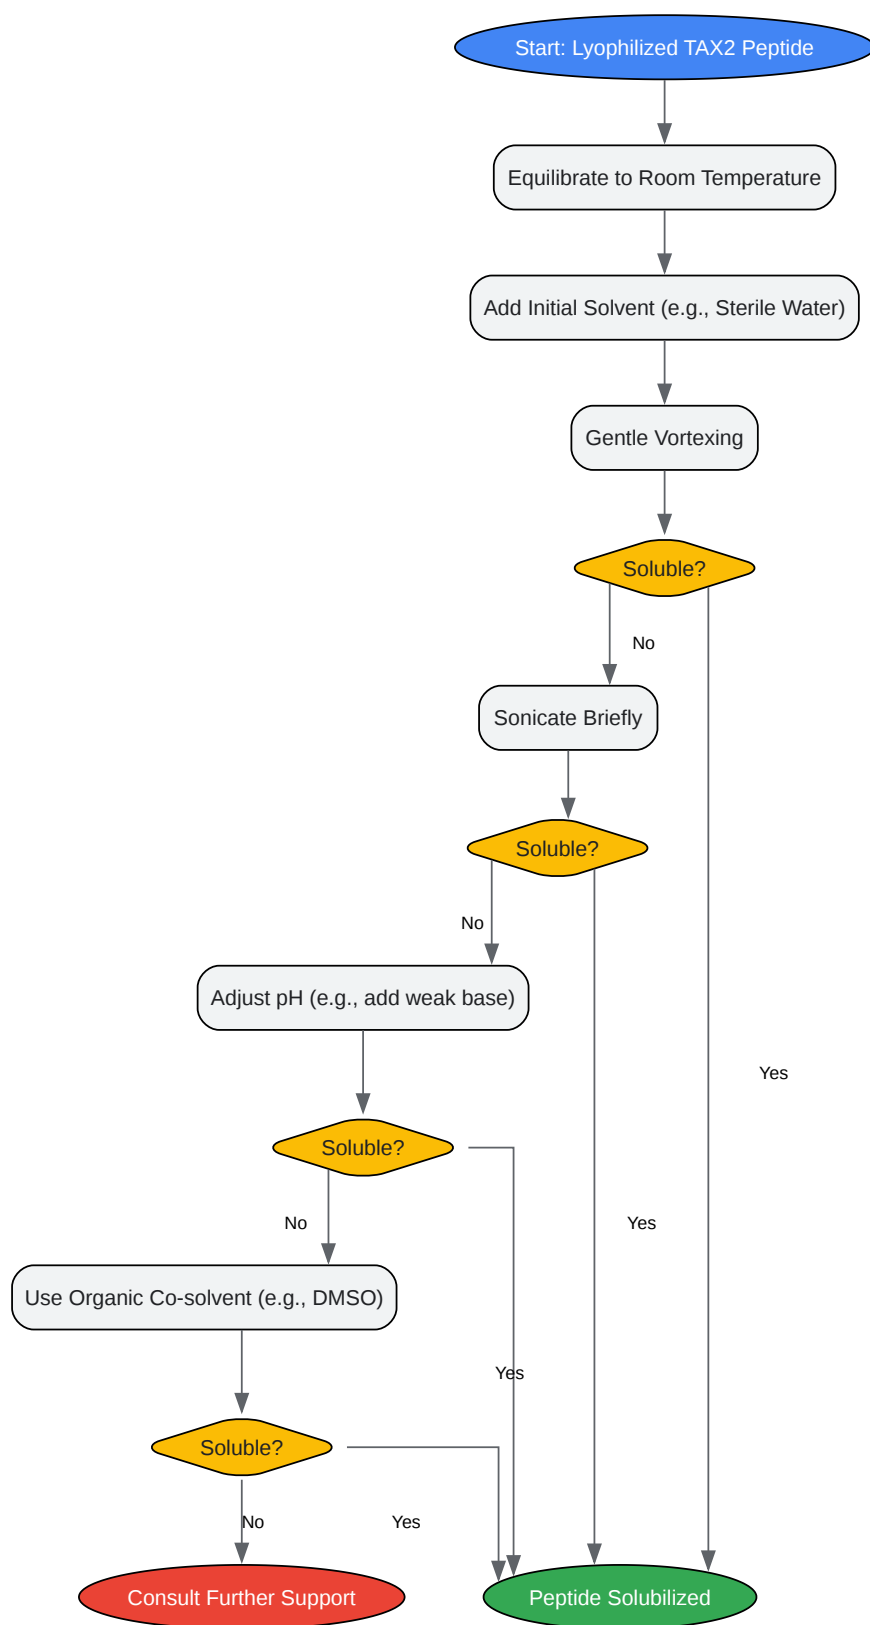 Start: Lyophilized TAX2 Peptide
Equilibrate to Room Temperature
Add Initial Solvent (e.g., Sterile Water)
Gentle Vortexing
Soluble?
No
Sonicate Briefly
Soluble?
No
Adjust pH (e.g., add weak base)
Yes
Soluble?
No
Yes
Use Organic Co-solvent (e.g., DMSO)
Yes
Soluble?
No
Yes
Consult Further Support
Peptide Solubilized